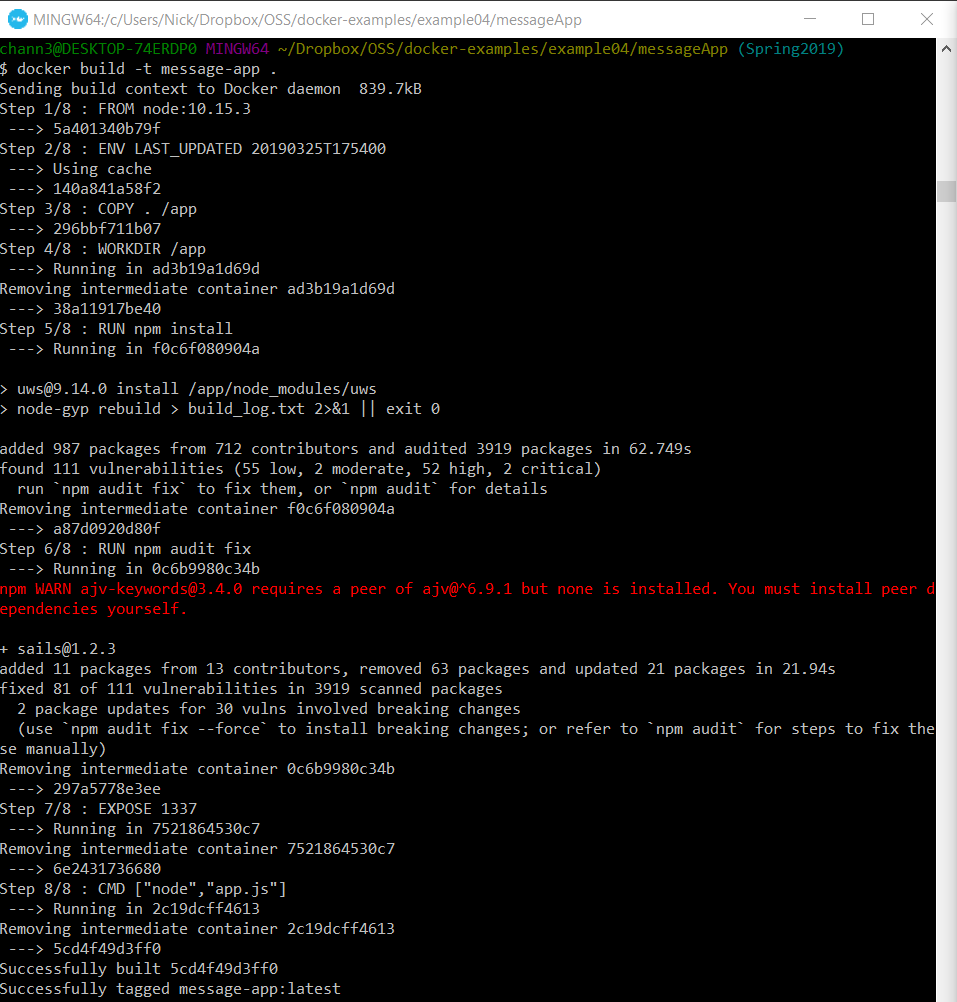 MINGW64:/c/Users/Nick/Dropbox/OSS/docker-examples/example04/messageApp
chann3@DESKTOP-74ERDP0 MINGW64 ~/Dropbox/OSS/docker-examples/example04/messageApp (Spring2019)
$ docker build -t message-app .
Sending build context to Docker daemon  839.7kB
Step 1/8 : FROM node:10.15.3
 ---> 5a401340b79f
Step 2/8 : ENV LAST_UPDATED 20190325T175400
 ---> Using cache
 ---> 140a841a58f2
Step 3/8 : COPY . /app
 ---> 296bbf711b07
Step 4/8 : WORKDIR /app
 ---> Running in ad3b19a1d69d
Removing intermediate container ad3b19a1d69d
 ---> 38a11917be40
Step 5/8 : RUN npm install
 ---> Running in f0c6f080904a
> uws@9.14.0 install /app/node_modules/uws
> node-gyp rebuild > build_log.txt 2>&1 || exit 0
added 987 packages from 712 contributors and audited 3919 packages in 62.749s
found 111 vulnerabilities (55 low, 2 moderate, 52 high, 2 critical)
  run `npm audit fix` to fix them, or `npm audit` for details
Removing intermediate container f0c6f080904a
 ---> a87d0920d80f
Step 6/8 : RUN npm audit fix
 ---> Running in 0c6b9980c34b
npm WARN ajv-keywords@3.4.0 requires a peer of ajv@^6.9.1 but none is installed. You must install peer d
ependencies yourself.
+ sails@1.2.3
added 11 packages from 13 contributors, removed 63 packages and updated 21 packages in 21.94s
fixed 81 of 111 vulnerabilities in 3919 scanned packages
  2 package updates for 30 vulns involved breaking changes
  (use `npm audit fix --force` to install breaking changes; or refer to `npm audit` for steps to fix the
se manually)
Removing intermediate container 0c6b9980c34b
 ---> 297a5778e3ee
Step 7/8 : EXPOSE 1337
 ---> Running in 7521864530c7
Removing intermediate container 7521864530c7
 ---> 6e2431736680
Step 8/8 : CMD ["node","app.js"]
 ---> Running in 2c19dcff4613
Removing intermediate container 2c19dcff4613
 ---> 5cd4f49d3ff0
Successfully built 5cd4f49d3ff0
Successfully tagged message-app:latest